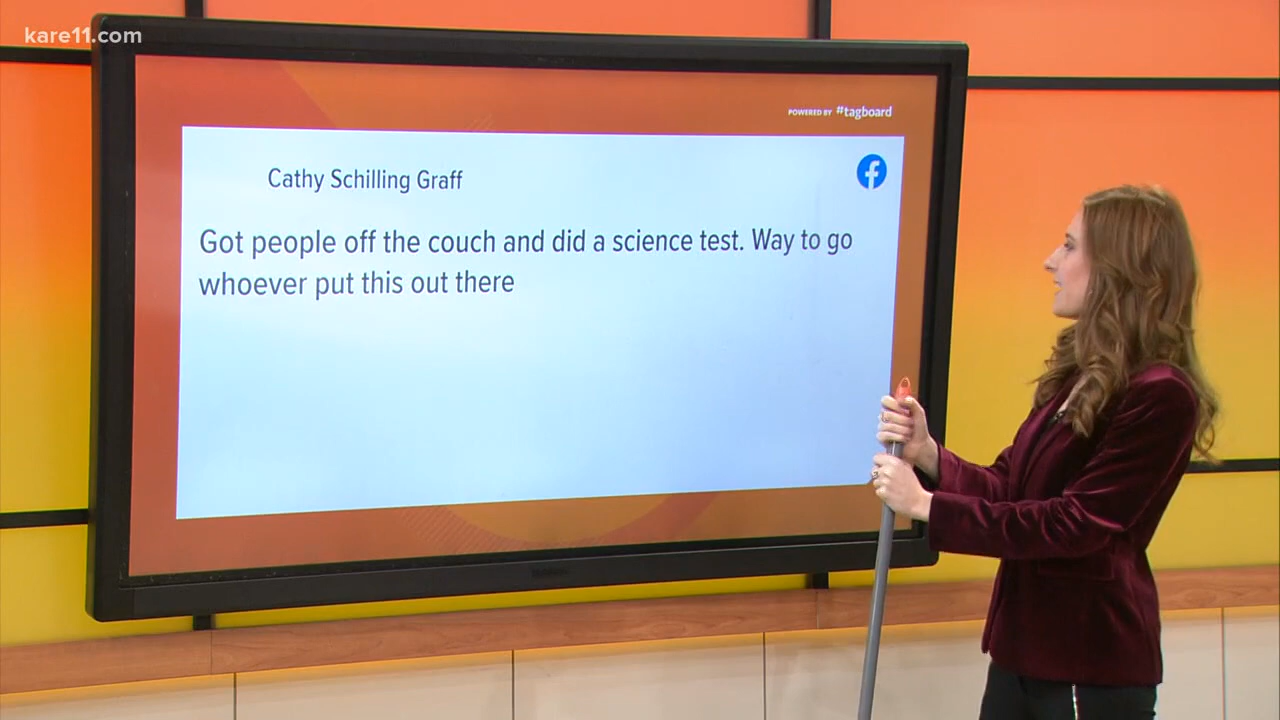 kare11.com
POWERED BY #tagboard
Cathy Schilling Graff
Got people off the couch and did a science test. Way to go
whoever put this out there